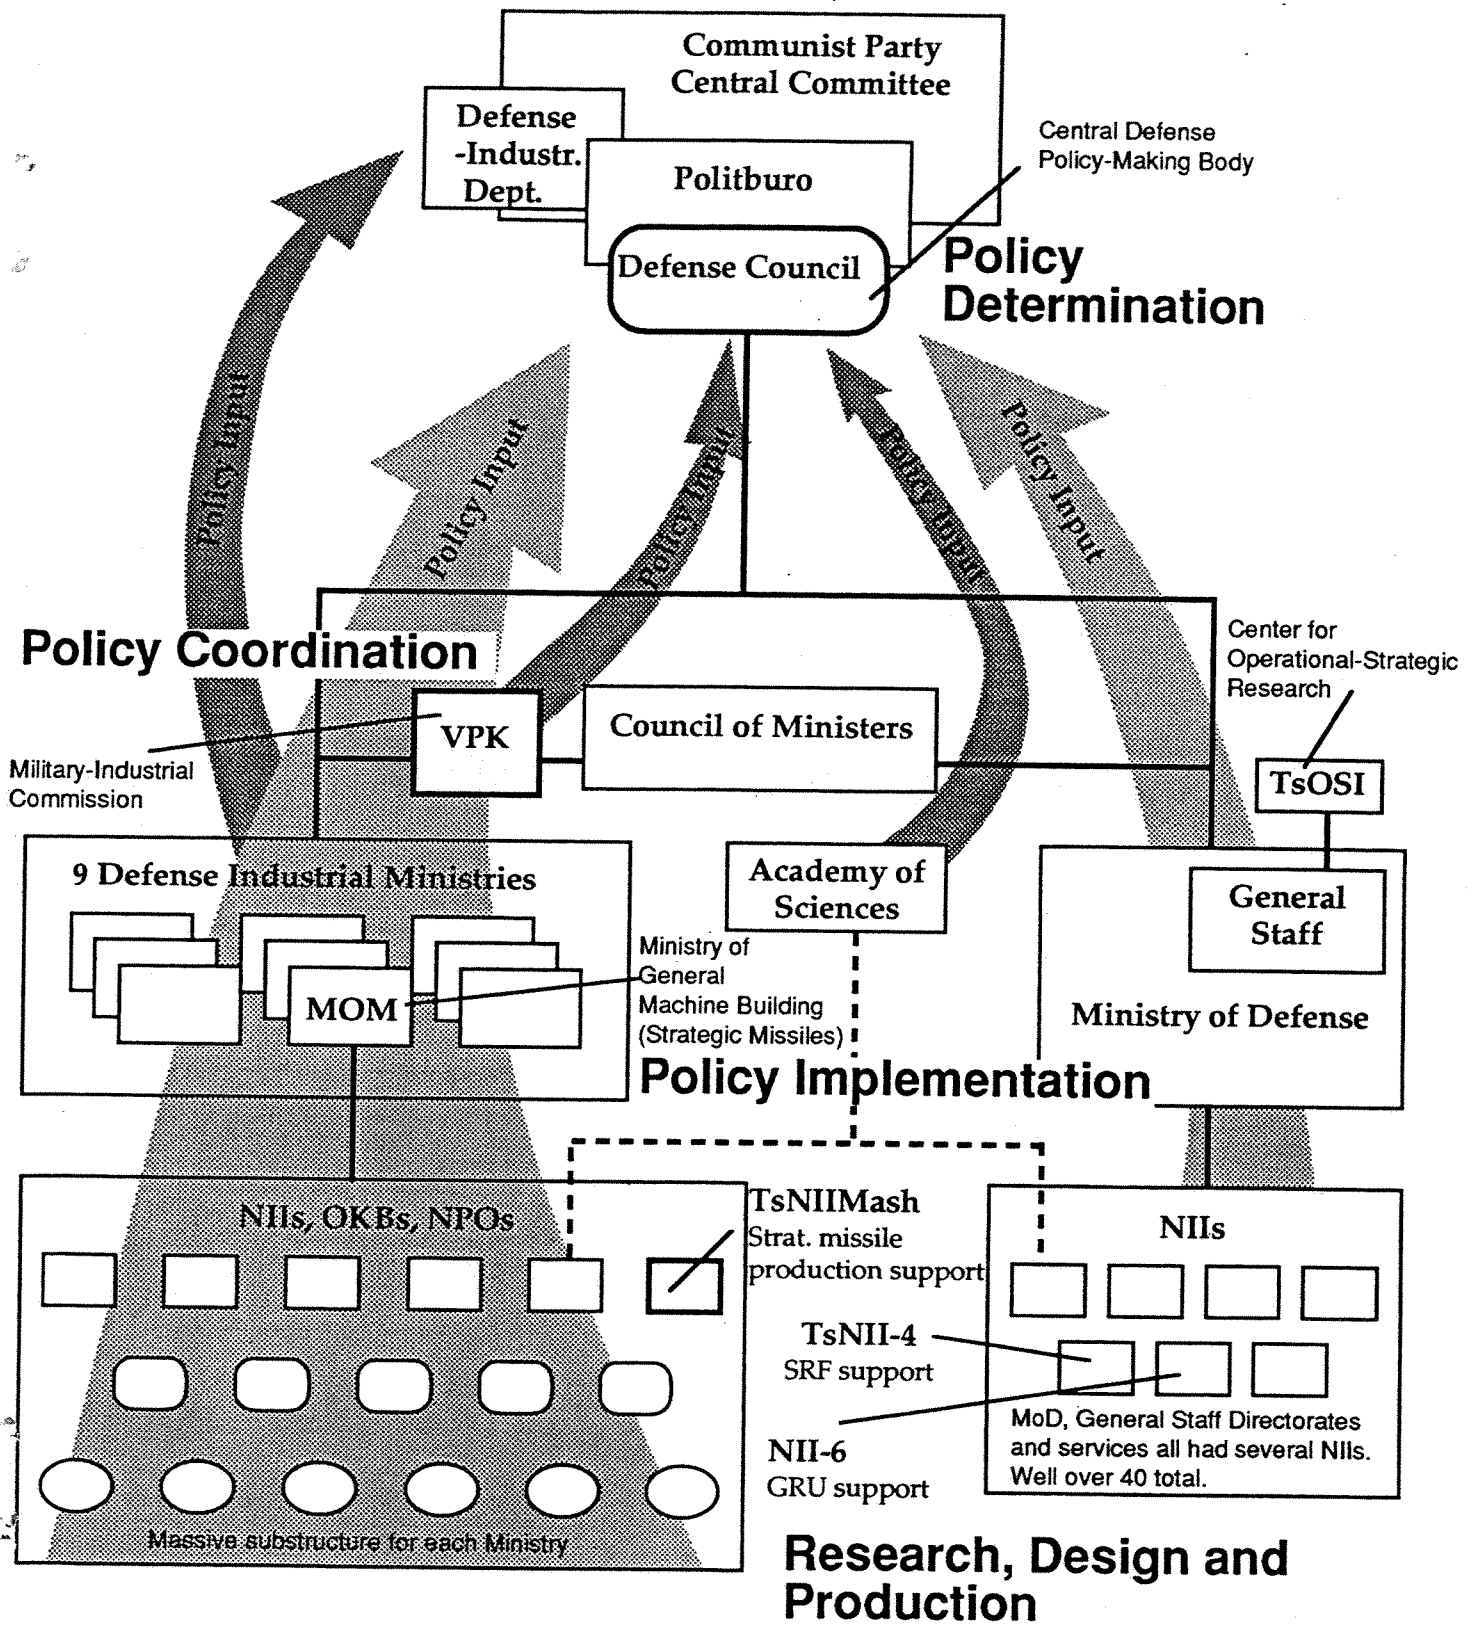 Communist Party
Central Committee
Defense
-Industr.
Dept.
Politburo
Central Defense
Policy-Making Body
Defense Council
Policy
Determination
Policy Input
Policy Input
Policy Input
Policy Input
Policy Input
Policy Coordination
Center for
Operational-Strategic
Research
VPK
Council of Ministers
Military-Industrial
Commission
TsOSI
9 Defense Industrial Ministries
Academy of
Sciences
General
Staff
MOM
Ministry of
General
Machine Building
(Strategic Missiles)
Ministry of Defense
Policy Implementation
NIIs, OKBs, NPOs
TsNIIMash
Strat. missile
production support
NIIs
TsNII-4
SRF support
NII-6
GRU support
MoD, General Staff Directorates
and services all had several NIIs.
Well over 40 total.
Massive substructure for each Ministry
Research, Design and
Production